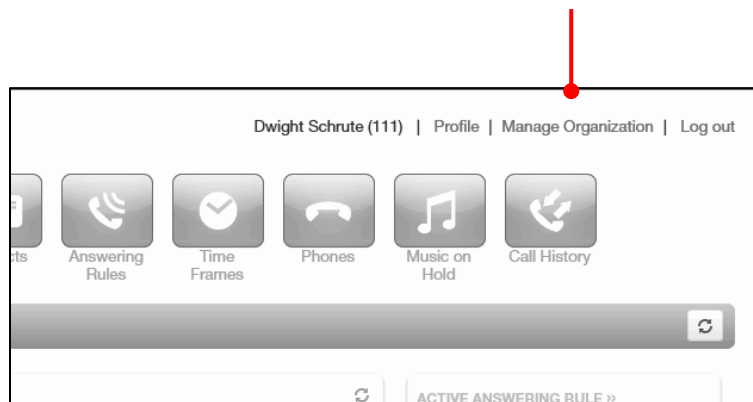 Dwight Schrute (111) | Profile | Manage Organization | Log out
cts
Answering
Rules
Time
Frames
Phones
Music on
Hold
Call History
ACTIVE ANSWERING RULE »